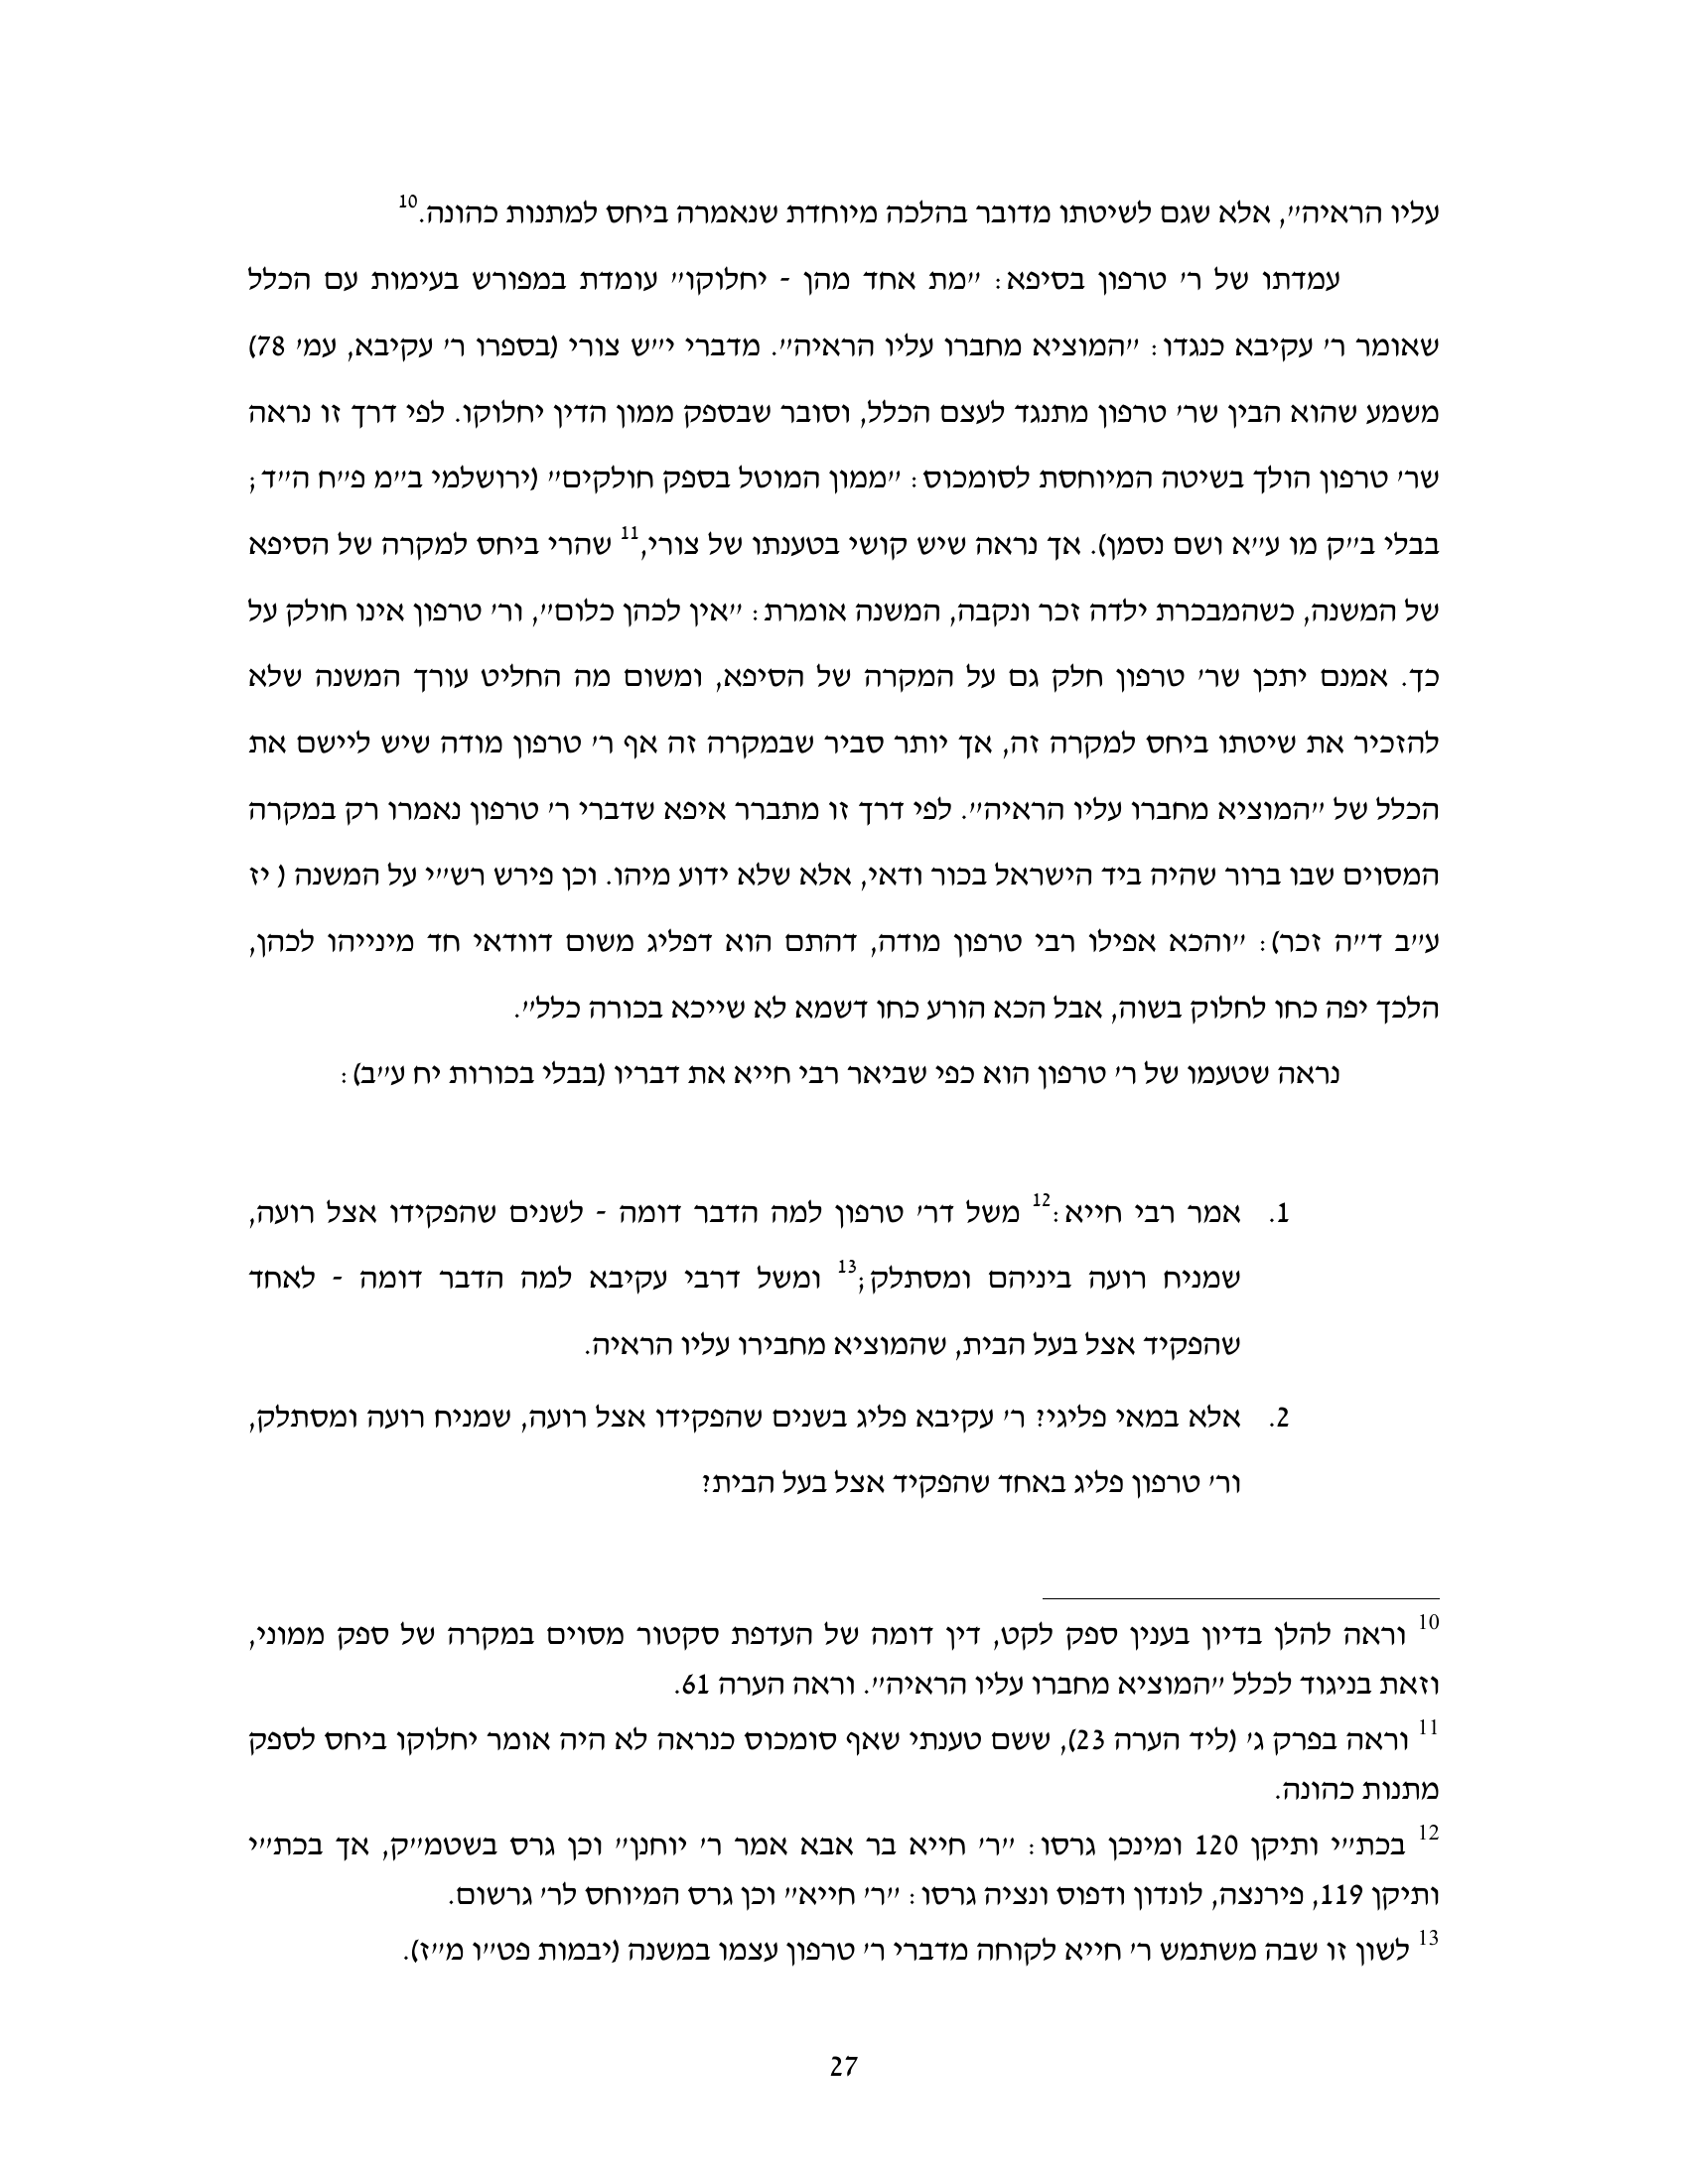 עליו הראיה", אלא שגם לשיטתו מדובר בהלכה מיוחדת שנאמרה ביחס למתנות כהונה.10
עמדתו של ר' טרפון בסיפא: "מת אחד מהן - יחלוקו" עומדת במפורש בעימות עם הכלל
שאומר ר' עקיבא כנגדו: "המוציא מחברו עליו הראיה". מדברי י"ש צורי (בספרו ר' עקיבא, עמ' 78)
משמע שהוא הבין שר' טרפון מתנגד לעצם הכלל, וסובר שבספק ממון הדין יחלוקו. לפי דרך זו נראה
שר' טרפון הולך בשיטה המיוחסת לסומכוס: "ממון המוטל בספק חולקים" (ירושלמי ב"מ פ"ח ה"ד;
בבלי ב"ק מו ע"א ושם נסמן). אך נראה שיש קושי בטענתו של צורי,11 שהרי ביחס למקרה של הסיפא
של המשנה, כשהמבכרת ילדה זכר ונקבה, המשנה אומרת: "אין לכהן כלום", ור' טרפון אינו חולק על
כך. אמנם יתכן שר' טרפון חלק גם על המקרה של הסיפא, ומשום מה החליט עורך המשנה שלא
להזכיר את שיטתו ביחס למקרה זה, אך יותר סביר שבמקרה זה אף ר' טרפון מודה שיש ליישם את
הכלל של "המוציא מחברו עליו הראיה". לפי דרך זו מתברר איפא שדברי ר' טרפון נאמרו רק במקרה
המסוים שבו ברור שהיה ביד הישראל בכור ודאי, אלא שלא ידוע מיהו. וכן פירש רש"י על המשנה ( יז
ע"ב ד"ה זכר): "והכא אפילו רבי טרפון מודה, דהתם הוא דפליג משום דוודאי חד מינייהו לכהן,
הלכך יפה כחו לחלוק בשוה, אבל הכא הורע כחו דשמא לא שייכא בכורה כלל".
נראה שטעמו של ר' טרפון הוא כפי שביאר רבי חייא את דבריו (בבלי בכורות יח ע"ב):
1. אמר רבי חייא:12 משל דר' טרפון למה הדבר דומה - לשנים שהפקידו אצל רועה,
שמניח רועה ביניהם ומסתלק;13 ומשל דרבי עקיבא למה הדבר דומה - לאחד
שהפקיד אצל בעל הבית, שהמוציא מחבירו עליו הראיה.
2. אלא במאי פליגי? ר' עקיבא פליג בשנים שהפקידו אצל רועה, שמניח רועה ומסתלק,
ור' טרפון פליג באחד שהפקיד אצל בעל הבית?
10 וראה להלן בדיון בענין ספק לקט, דין דומה של העדפת סקטור מסוים במקרה של ספק ממוני,
וזאת בניגוד לכלל "המוציא מחברו עליו הראיה". וראה הערה 61.
11 וראה בפרק ג' (ליד הערה 23), ששם טענתי שאף סומכוס כנראה לא היה אומר יחלוקו ביחס לספק
מתנות כהונה.
12 בכת"י ותיקן 120 ומינכן גרסו: "ר' חייא בר אבא אמר ר' יוחנן" וכן גרס בשטמ"ק, אך בכת"י
ותיקן 119, פירנצה, לונדון ודפוס ונציה גרסו: "ר' חייא" וכן גרס המיוחס לר' גרשום.
13 לשון זו שבה משתמש ר' חייא לקוחה מדברי ר' טרפון עצמו במשנה (יבמות פט"ו מ"ז).
27